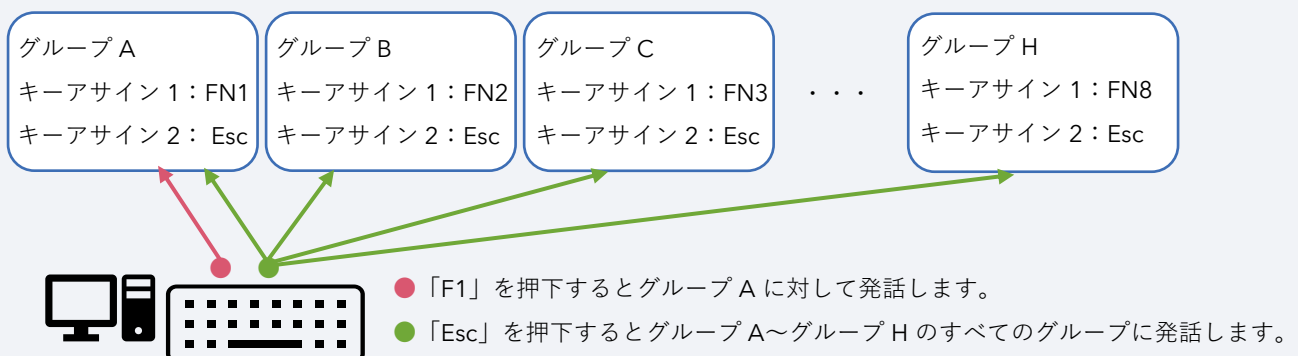 グループ A
キーアサイン 1：FN1
キーアサイン 2： Esc
グループ B
キーアサイン 1：FN2
キーアサイン 2：Esc
グループ C
キーアサイン 1：FN3
キーアサイン 2：Esc
・・・
グループ H
キーアサイン 1：FN8
キーアサイン 2：Esc
「F1」を押下するとグループ A に対して発話します。
「Esc」を押下するとグループ A～グループ H のすべてのグループに発話します。